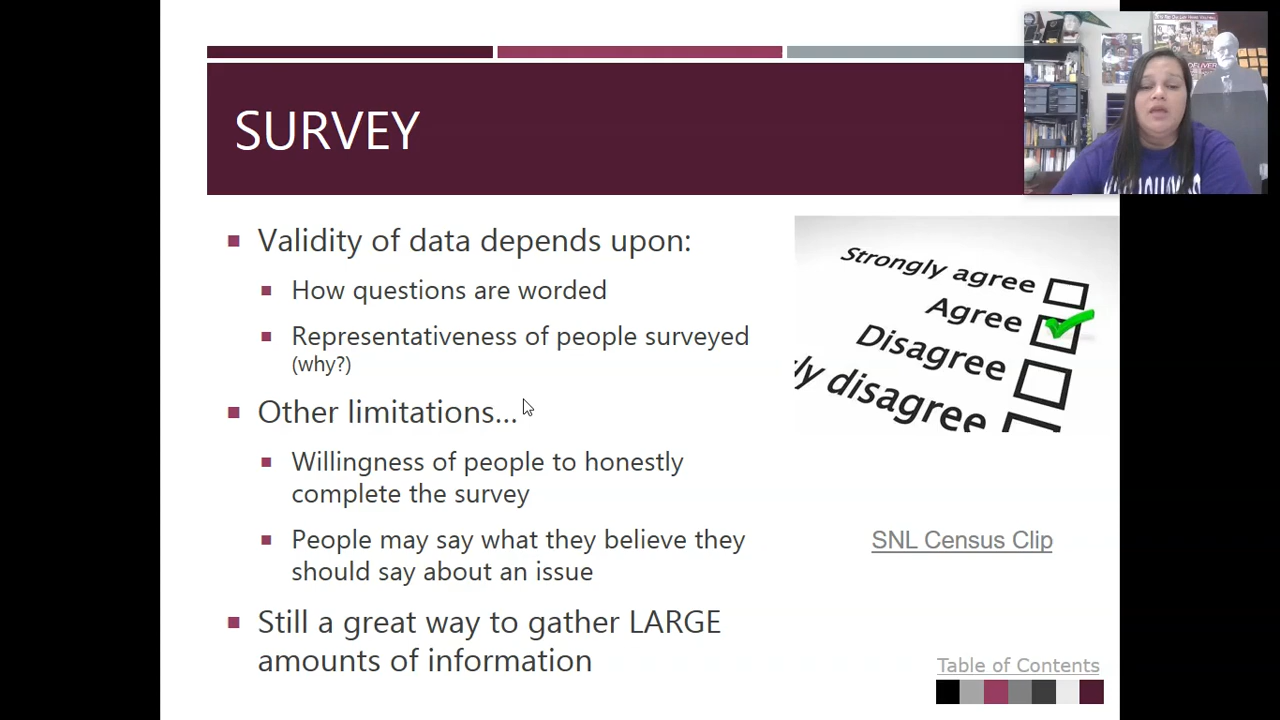 SURVEY
Validity of data depends upon:
How questions are worded
Representativeness of people surveyed
(why?)
Other limitations...
Willingness of people to honestly
complete the survey
People may say what they believe they
should say about an issue
Still a great way to gather LARGE
amounts of information
Strongly agree
Agree
Disagree
ly disagree
SNL Census Clip
Table of Contents